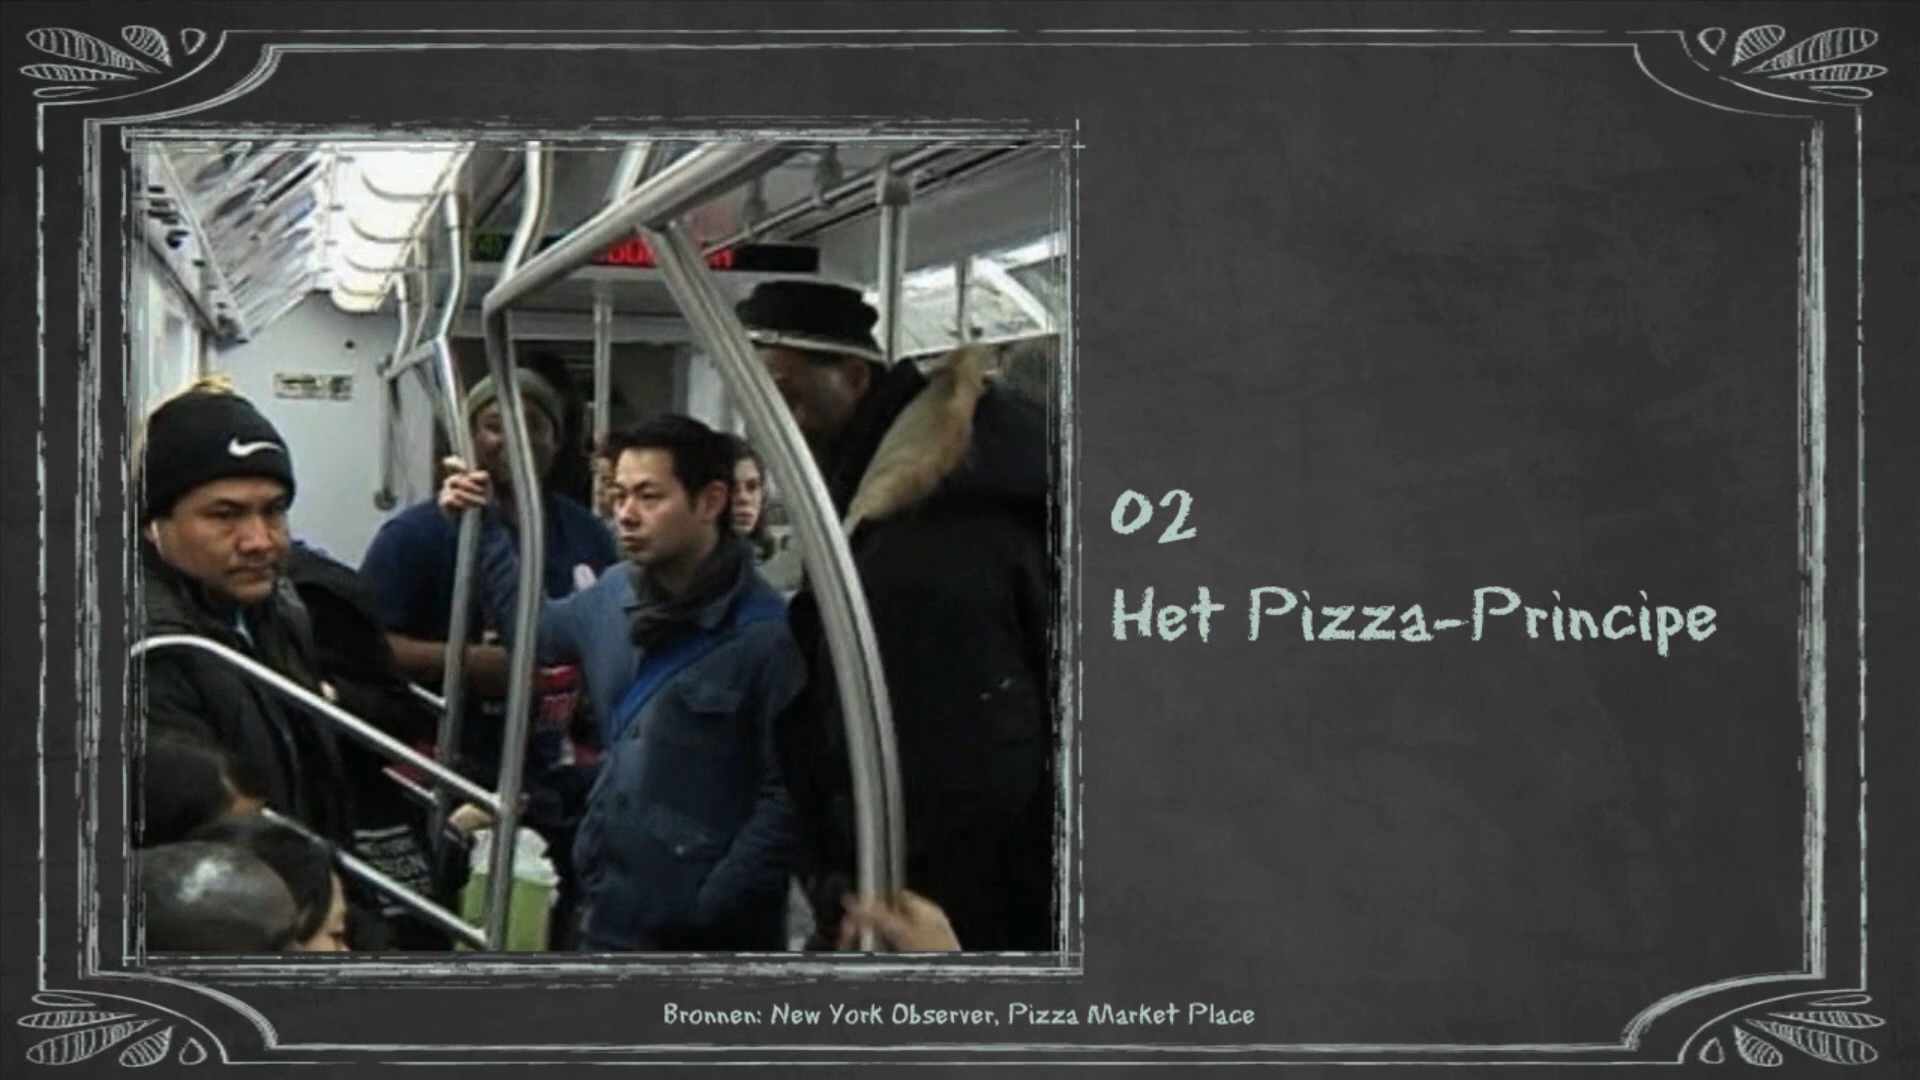 02
Het Pizza-Principe
Bronnen: New York Observer, Pizza Market Place